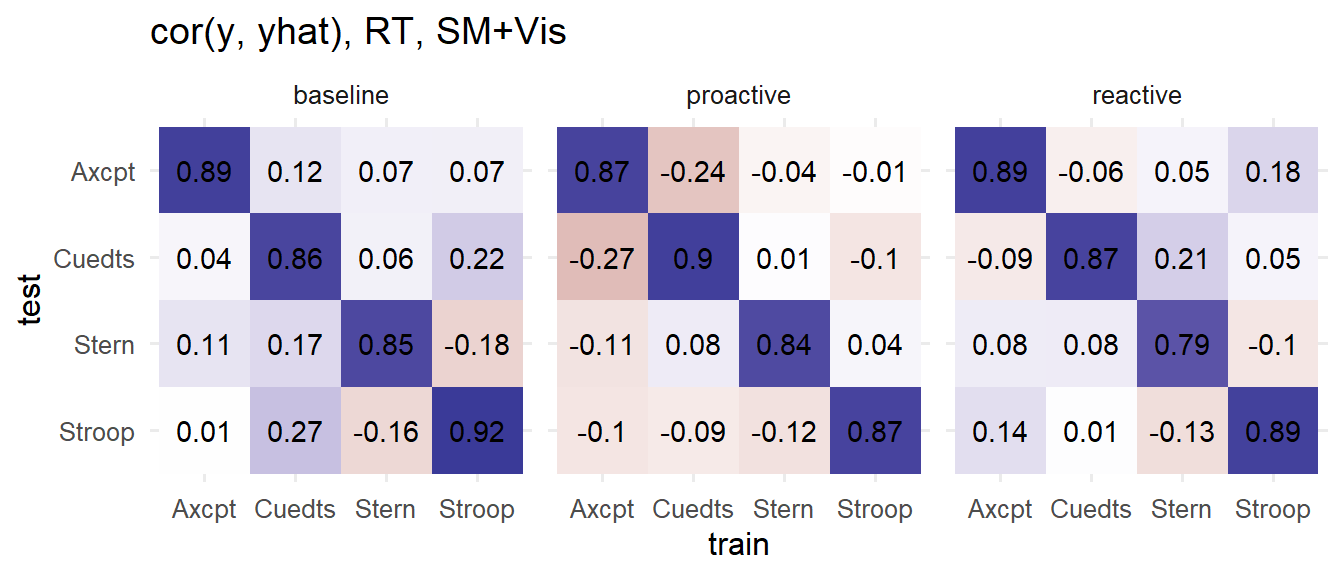 cor(y, yhat), RT, SM+Vis
baseline proactive reactive
Axcpt 0.89 0.12 0.07 0.07 0.87 -0.24 -0.04 -0.01 0.89 -0.06 0.05 0.18
Cuedts 0.04 0.86 0.06 0.22 -0.27 0.9 0.01 -0.1 -0.09 0.87 0.21 0.05
test
Stern 0.11 0.17 0.85 -0.18 -0.11 0.08 0.84 0.04 0.08 0.08 0.79 -0.1
Stroop 0.01 0.27 -0.16 0.92 -0.1 -0.09 -0.12 0.87 0.14 0.01 -0.13 0.89
Axcpt Cuedts Stern Stroop Axcpt Cuedts Stern Stroop Axcpt Cuedts Stern Stroop
train